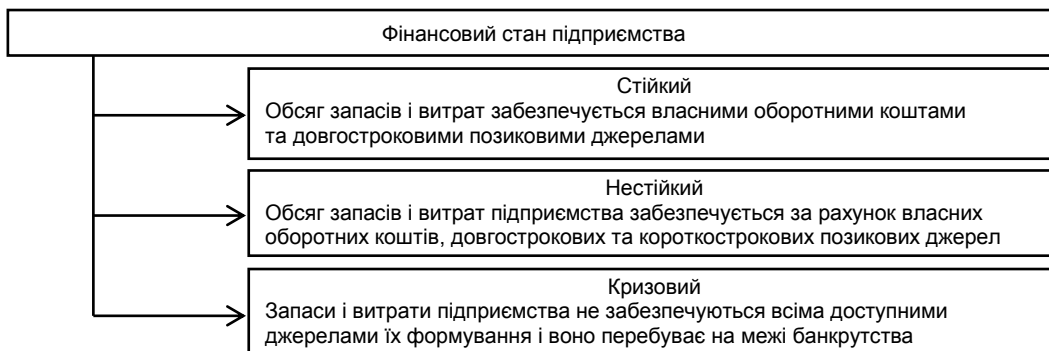 Фінансовий стан підприємства
Стійкий
Обсяг запасів і витрат забезпечується власними оборотними коштами
та довгостроковими позиковими джерелами
Нестійкий
Обсяг запасів і витрат підприємства забезпечується за рахунок власних
оборотних коштів, довгострокових та короткострокових позикових джерел
Кризовий
Запаси і витрати підприємства не забезпечуються всіма доступними
джерелами їх формування і воно перебуває на межі банкрутства